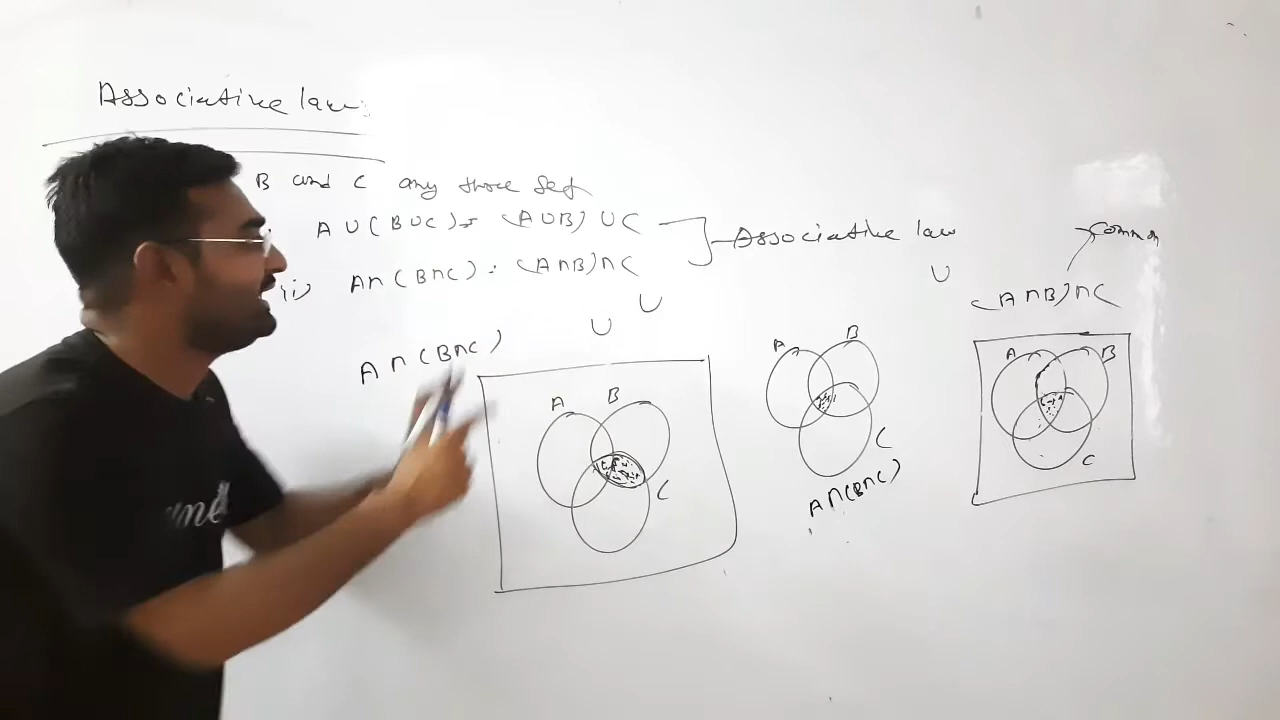 Associative law:
B and C any three Set
A∪(B∪C)= (A∪B)∪C
Associative law
ii) A∩(B∩C) = (A∩B)∩C
Common
∪
∪
∪
(A∩B)∩C
A∩(B∩C)
A B
C
A B
C
A∩(B∩C)
A B
C